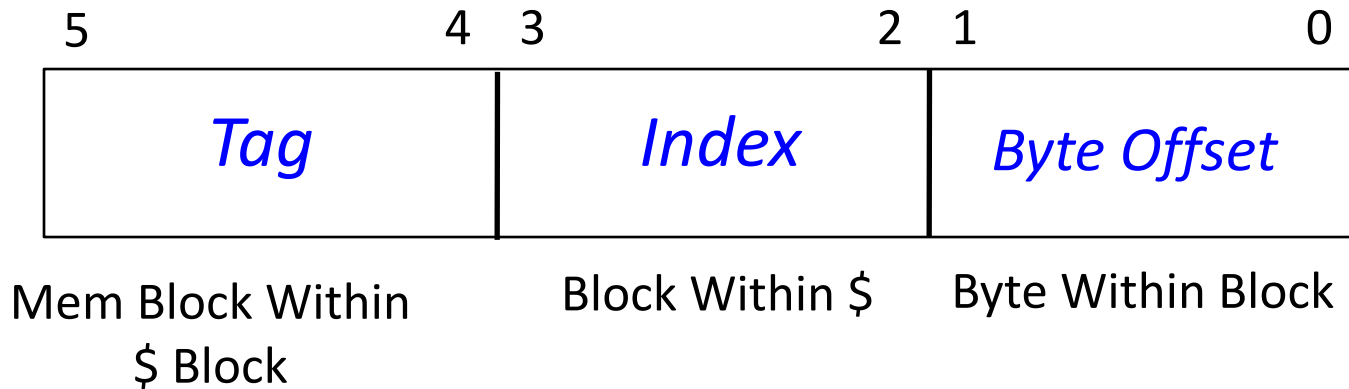 5 4 3 2 1 0
Tag Index Byte Offset
Mem Block Within Block Within $ Byte Within Block
$ Block